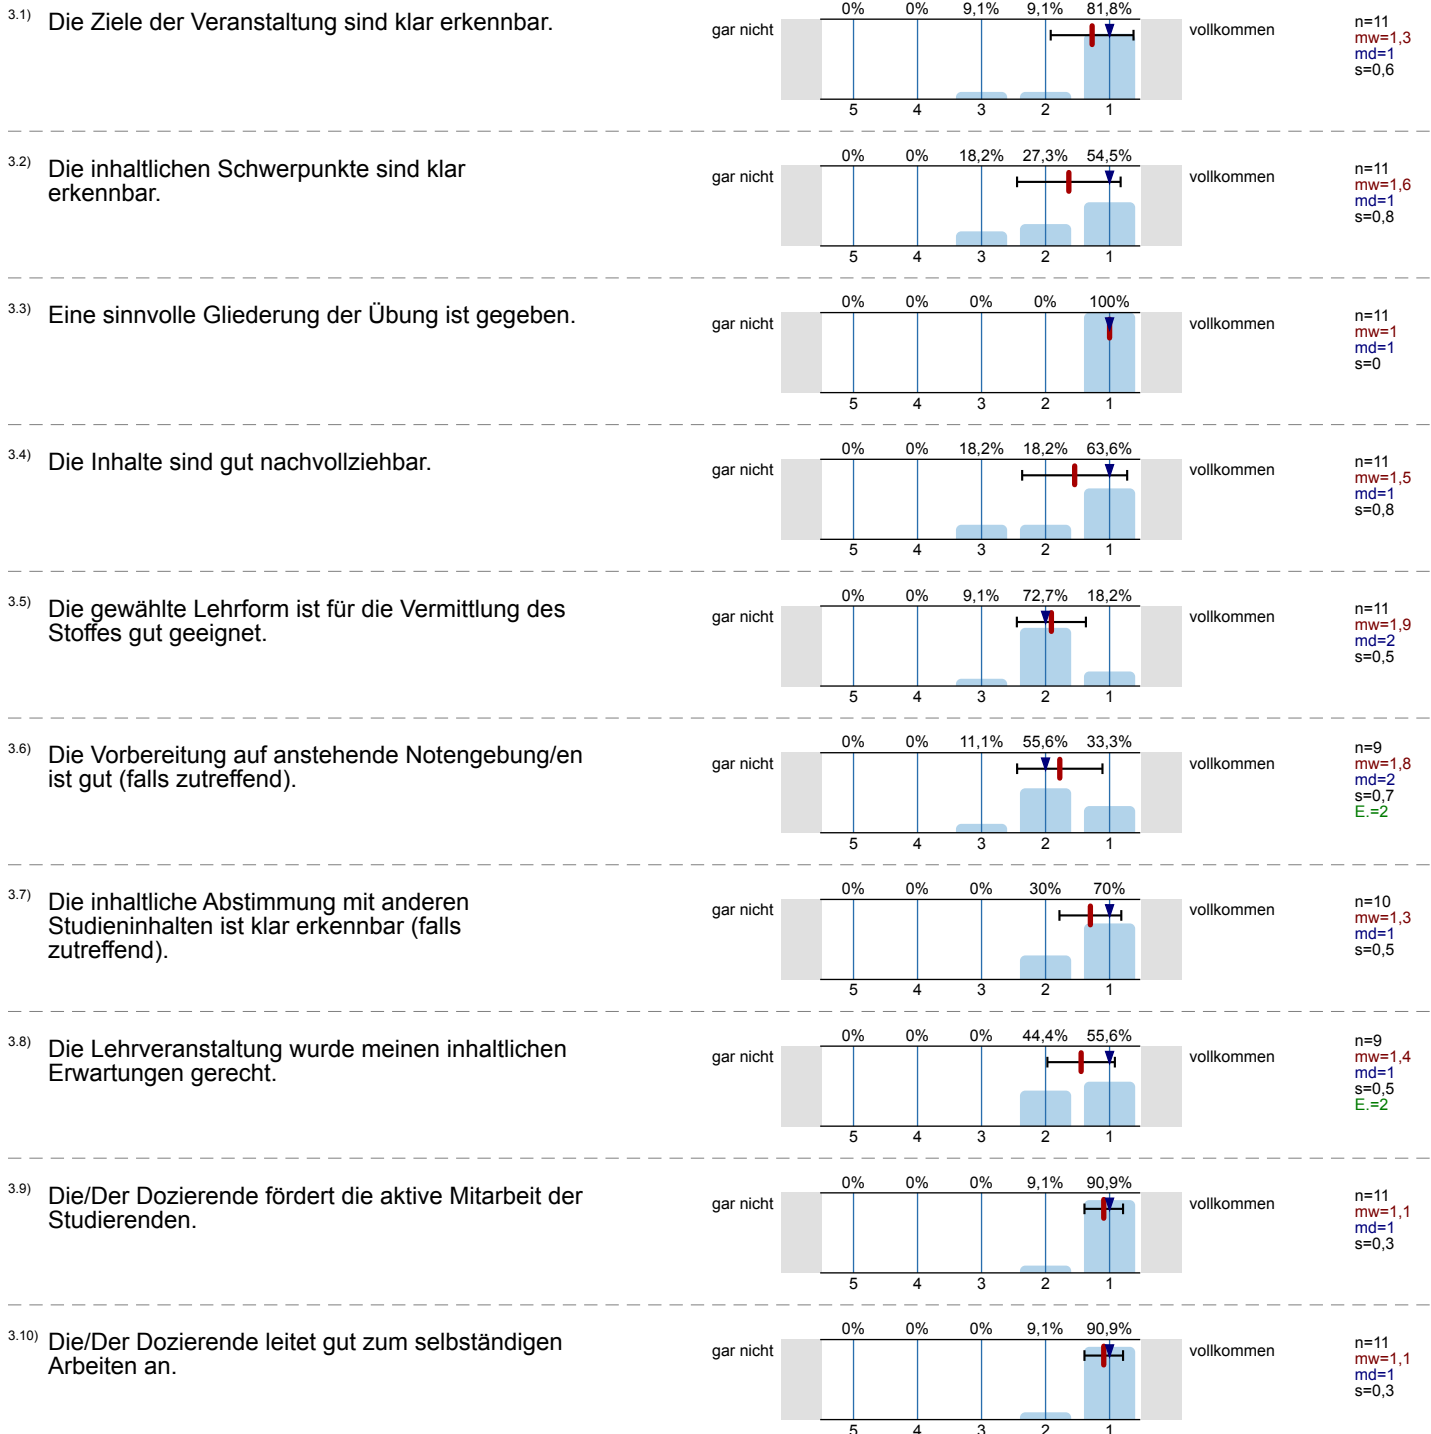 3.1) Die Ziele der Veranstaltung sind klar erkennbar.
0% 0% 9,1% 9,1% 81,8%
gar nicht vollkommen
5 4 3 2 1
n=11
mw=1,3
md=1
s=0,6
3.2) Die inhaltlichen Schwerpunkte sind klar
erkennbar.
0% 0% 18,2% 27,3% 54,5%
gar nicht vollkommen
5 4 3 2 1
n=11
mw=1,6
md=1
s=0,8
3.3) Eine sinnvolle Gliederung der Übung ist gegeben.
0% 0% 0% 0% 100%
gar nicht vollkommen
5 4 3 2 1
n=11
mw=1
md=1
s=0
3.4) Die Inhalte sind gut nachvollziehbar.
0% 0% 18,2% 18,2% 63,6%
gar nicht vollkommen
5 4 3 2 1
n=11
mw=1,5
md=1
s=0,8
3.5) Die gewählte Lehrform ist für die Vermittlung des
Stoffes gut geeignet.
0% 0% 9,1% 72,7% 18,2%
gar nicht vollkommen
5 4 3 2 1
n=11
mw=1,9
md=2
s=0,5
3.6) Die Vorbereitung auf anstehende Notengebung/en
ist gut (falls zutreffend).
0% 0% 11,1% 55,6% 33,3%
gar nicht vollkommen
5 4 3 2 1
n=9
mw=1,8
md=2
s=0,7
E.=2
3.7) Die inhaltliche Abstimmung mit anderen
Studieninhalten ist klar erkennbar (falls
zutreffend).
0% 0% 0% 30% 70%
gar nicht vollkommen
5 4 3 2 1
n=10
mw=1,3
md=1
s=0,5
3.8) Die Lehrveranstaltung wurde meinen inhaltlichen
Erwartungen gerecht.
0% 0% 0% 44,4% 55,6%
gar nicht vollkommen
5 4 3 2 1
n=9
mw=1,4
md=1
s=0,5
E.=2
3.9) Die/Der Dozierende fördert die aktive Mitarbeit der
Studierenden.
0% 0% 0% 9,1% 90,9%
gar nicht vollkommen
5 4 3 2 1
n=11
mw=1,1
md=1
s=0,3
3.10) Die/Der Dozierende leitet gut zum selbständigen
Arbeiten an.
0% 0% 0% 9,1% 90,9%
gar nicht vollkommen
5 4 3 2 1
n=11
mw=1,1
md=1
s=0,3